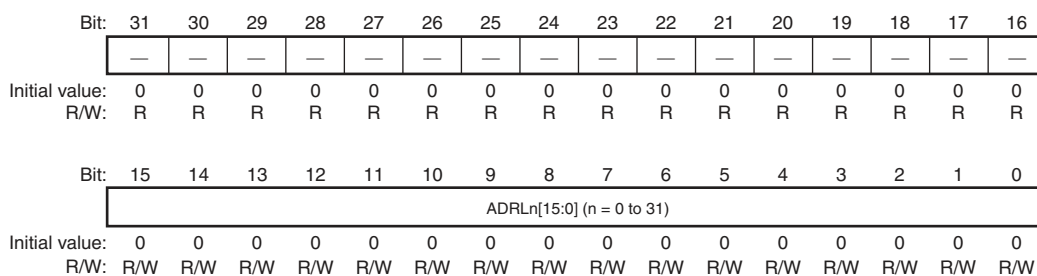 Bit: 31 30 29 28 27 26 25 24 23 22 21 20 19 18 17 16
— — — — — — — — — — — — — — — —
Initial value: 0 0 0 0 0 0 0 0 0 0 0 0 0 0 0 0
R/W: R R R R R R R R R R R R R R R R
Bit: 15 14 13 12 11 10 9 8 7 6 5 4 3 2 1 0
ADRLn[15:0] (n = 0 to 31)
Initial value: 0 0 0 0 0 0 0 0 0 0 0 0 0 0 0 0
R/W: R/W R/W R/W R/W R/W R/W R/W R/W R/W R/W R/W R/W R/W R/W R/W R/W